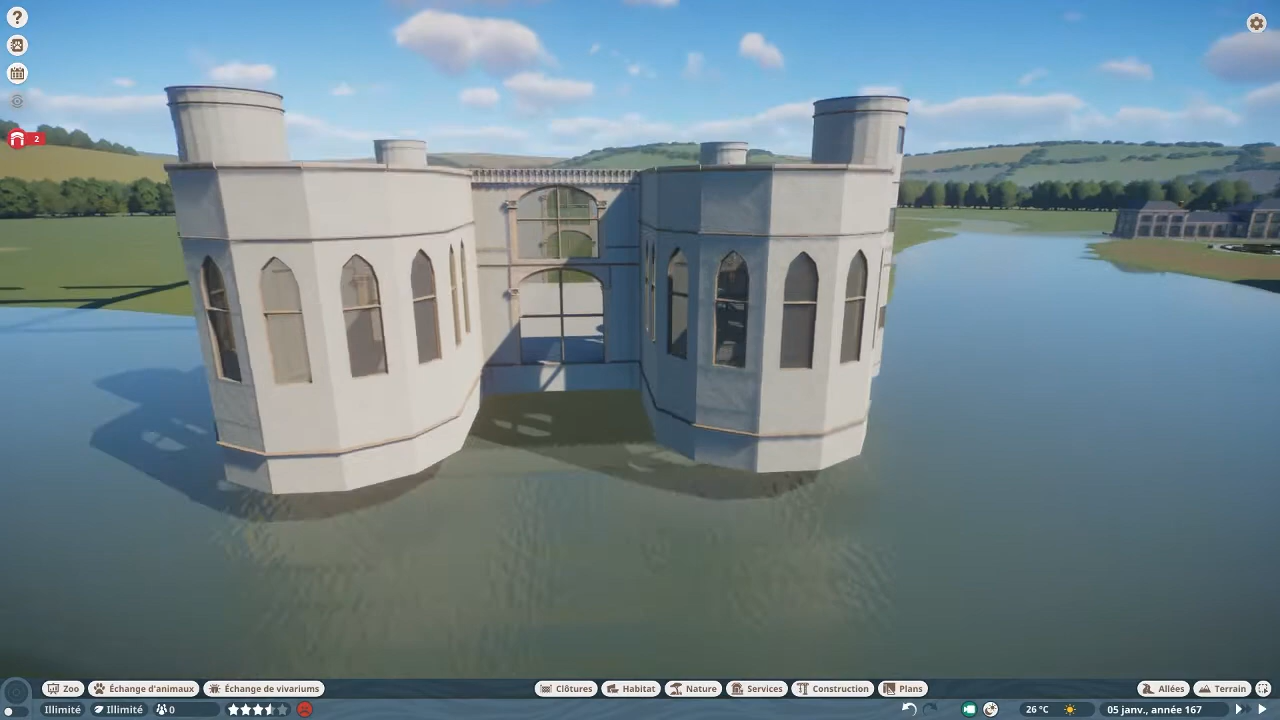 ?
2
Zoo
Échange d'animaux
Échange de vivariums
Clôtures
Habitat
Nature
Services
Construction
Plans
Allées
Terrain
Illimité
Illimité
0
26 °C
05 janv., année 167